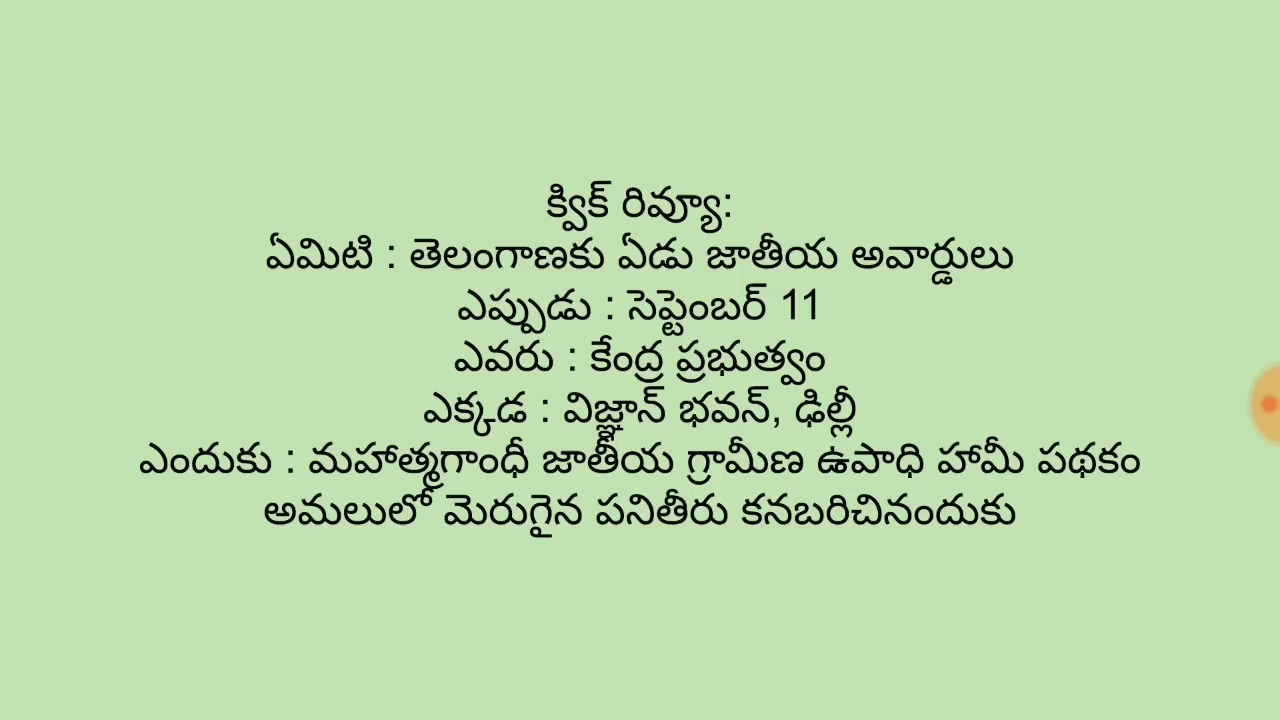 క్విక్ రివ్యూ:
ఏమిటి : తెలంగాణకు ఏడు జాతీయ అవార్డులు
ఎప్పుడు : సెప్టెంబర్ 11
ఎవరు : కేంద్ర ప్రభుత్వం
ఎక్కడ : విజ్ఞాన్ భవన్, ఢిల్లీ
ఎందుకు : మహాత్మగాంధీ జాతీయ గ్రామీణ ఉపాధి హామీ పథకం
అమలులో మెరుగైన పనితీరు కనబరిచినందుకు